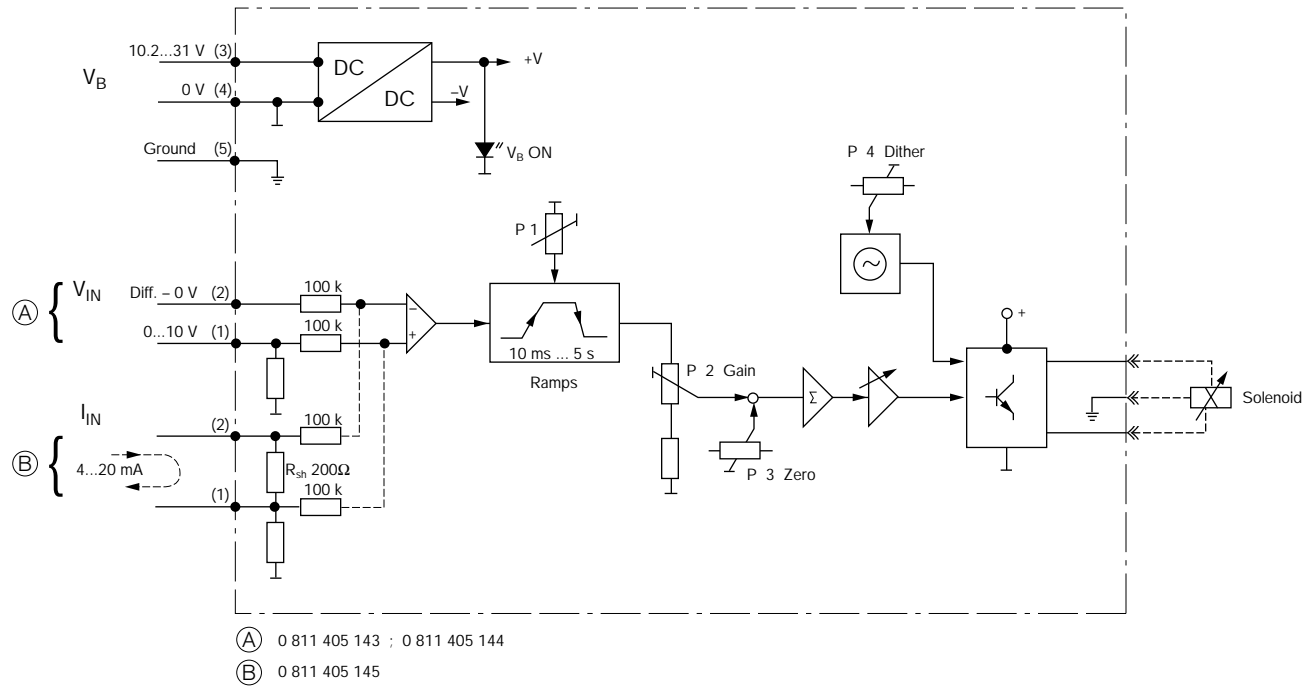 10.2...31 V (3)
V_B
0 V (4)
Ground (5)
DC
DC
+V
–V
V_B ON
P 4 Dither
~
P 1
A
V_IN
Diff. – 0 V (2)
100 k
0...10 V (1)
100 k
–
+
10 ms ... 5 s
Ramps
P 2 Gain
P 3 Zero
Σ
+
Solenoid
I_IN
B
(2)
100 k
4...20 mA
R_sh 200Ω
(1)
100 k
A 0 811 405 143 ; 0 811 405 144
B 0 811 405 145